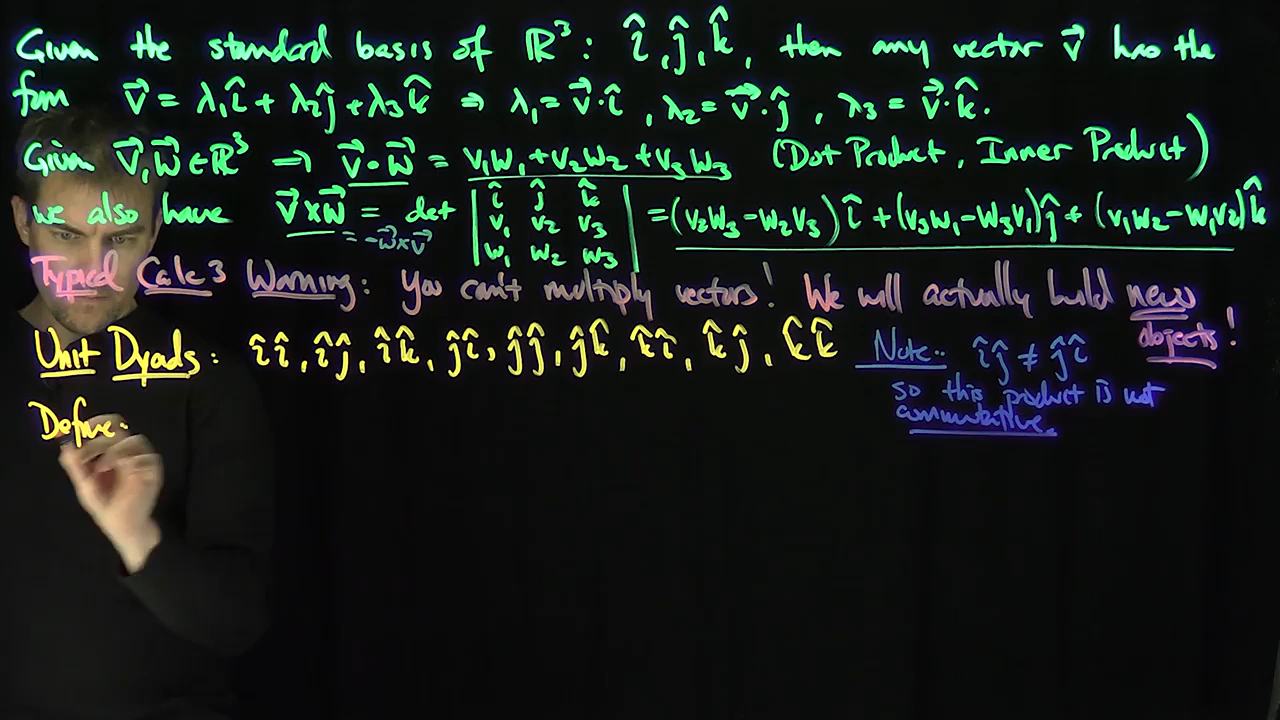 Given the standard basis of ℝ³: î, ĵ, k̂, then any vector v⃗ has the
form v⃗ = λ₁î + λ₂ĵ + λ₃k̂ ⇒ λ₁ = v⃗·î, λ₂ = v⃗·ĵ, λ₃ = v⃗·k̂.
Given v⃗, w⃗ ∈ ℝ³ ⇒ v⃗·w⃗ = v₁w₁ + v₂w₂ + v₃w₃ (Dot Product, Inner Product)
we also have v⃗×w⃗ = det | î ĵ k̂ | = (v₂w₃ - w₂v₃)î + (v₃w₁ - w₃v₁)ĵ + (v₁w₂ - w₁v₂)k̂
= -w⃗×v⃗ | v₁ v₂ v₃ |
| w₁ w₂ w₃ |
Typical Calc 3 Warning: You can't multiply vectors! We will actually build new
objects!
Unit Dyads: îî, îĵ, îk̂, ĵî, ĵĵ, ĵk̂, k̂î, k̂ĵ, k̂k̂
Note: îĵ ≠ ĵî
so this product is not
commutative.
Define: